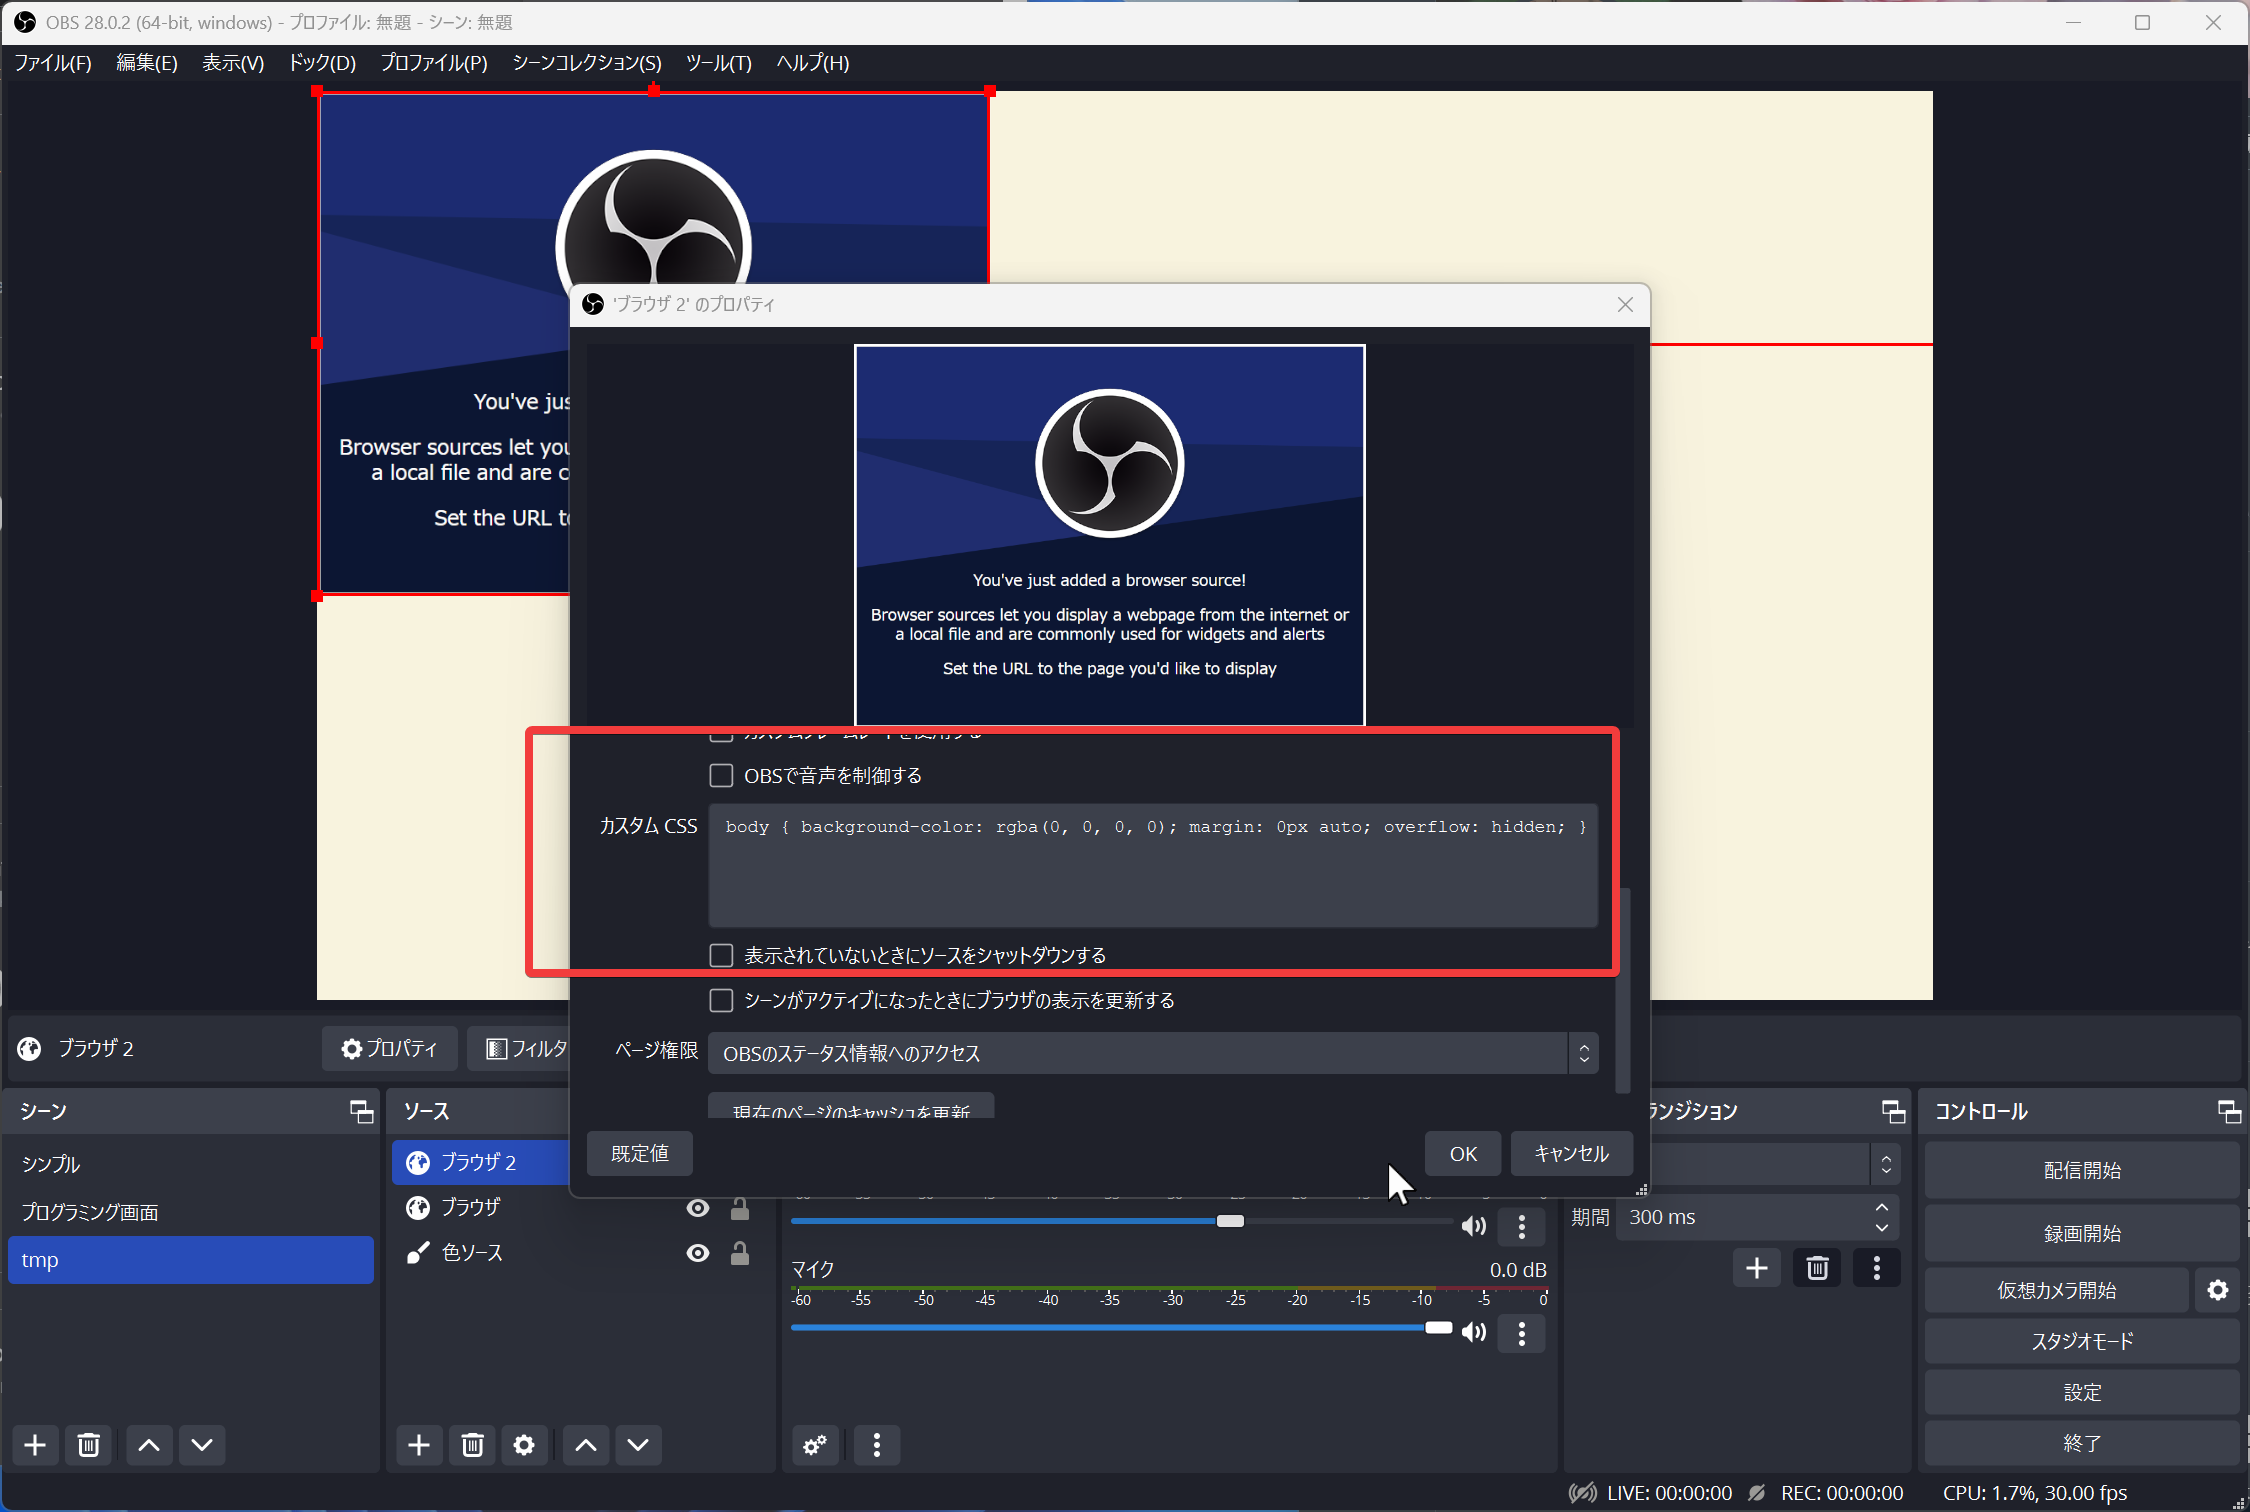 OBS 28.0.2 (64-bit, windows) - プロファイル: 無題 - シーン: 無題
ファイル(F) 編集(E) 表示(V) ドック(D) プロファイル(P) シーンコレクション(S) ツール(T) ヘルプ(H)
You've jus
Browser sources let you
a local file and are c
Set the URL to
'ブラウザ 2' のプロパティ
You've just added a browser source!
Browser sources let you display a webpage from the internet or
a local file and are commonly used for widgets and alerts
Set the URL to the page you'd like to display
カスタムフレームレートを使用する
OBSで音声を制御する
カスタム CSS
body { background-color: rgba(0, 0, 0, 0); margin: 0px auto; overflow: hidden; }
表示されていないときにソースをシャットダウンする
シーンがアクティブになったときにブラウザの表示を更新する
ページ権限 OBSのステータス情報へのアクセス
現在のページのキャッシュを更新
既定値 OK キャンセル
ブラウザ 2 プロパティ フィルタ
シーン
シンプル
プログラミング画面
tmp
ソース
ブラウザ 2
ブラウザ
色ソース
マイク 0.0 dB
-60 -55 -50 -45 -40 -35 -30 -25 -20 -15 -10 -5 0
ランジション
期間 300 ms
コントロール
配信開始
録画開始
仮想カメラ開始
スタジオモード
設定
終了
LIVE: 00:00:00 REC: 00:00:00 CPU: 1.7%, 30.00 fps